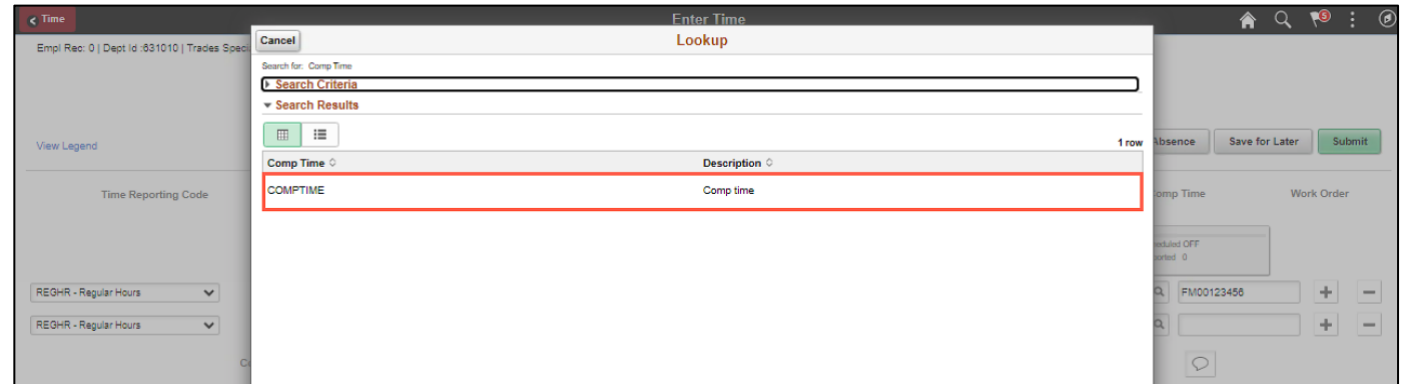 Time
Enter Time
5
Empl Rec: 0 | Dept Id :631010 | Trades Speci
Cancel
Lookup
Search for: Comp Time
Search Criteria
Search Results
View Legend
1 row
Absence
Save for Later
Submit
Comp Time
Description
Time Reporting Code
COMPTIME
Comp time
omp Time
Work Order
eduled OFF
orted 0
REGHR - Regular Hours
FM00123456
REGHR - Regular Hours